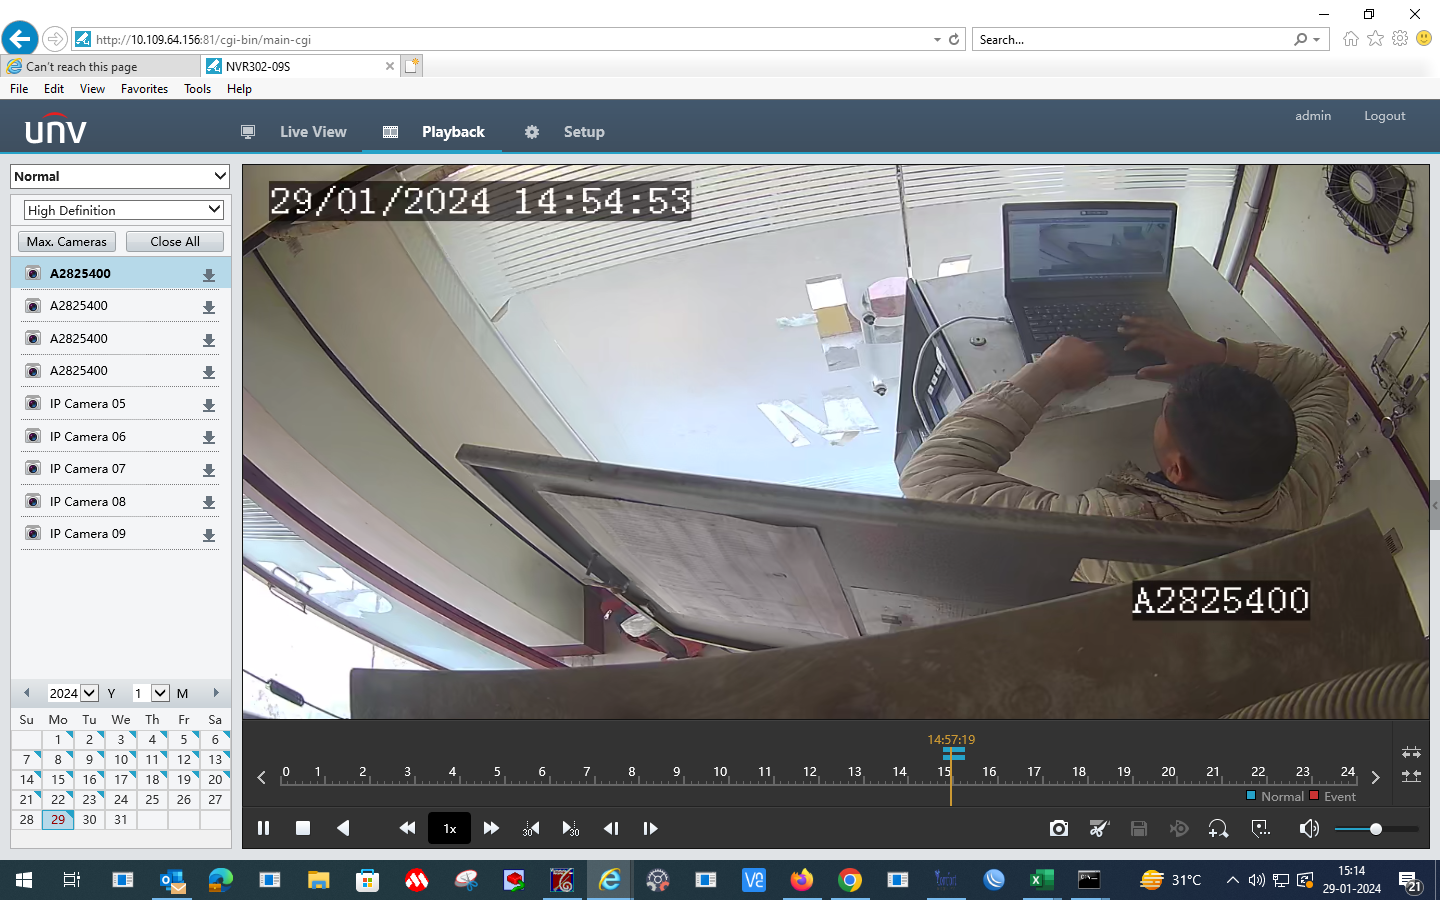 http://10.109.64.156:81/cgi-bin/main-cgi
Search...
Can't reach this page
NVR302-09S
File Edit View Favorites Tools Help
unv
Live View
Playback
Setup
admin
Logout
Normal
High Definition
Max. Cameras
Close All
A2825400
A2825400
A2825400
A2825400
IP Camera 05
IP Camera 06
IP Camera 07
IP Camera 08
IP Camera 09
2024 Y 1 M
Su Mo Tu We Th Fr Sa
1 2 3 4 5 6
7 8 9 10 11 12 13
14 15 16 17 18 19 20
21 22 23 24 25 26 27
28 29 30 31
29/01/2024 14:54:53
A2825400
14:57:19
0 1 2 3 4 5 6 7 8 9 10 11 12 13 14 15 16 17 18 19 20 21 22 23 24
Normal Event
1x
30 30
31°C
15:14
29-01-2024
21